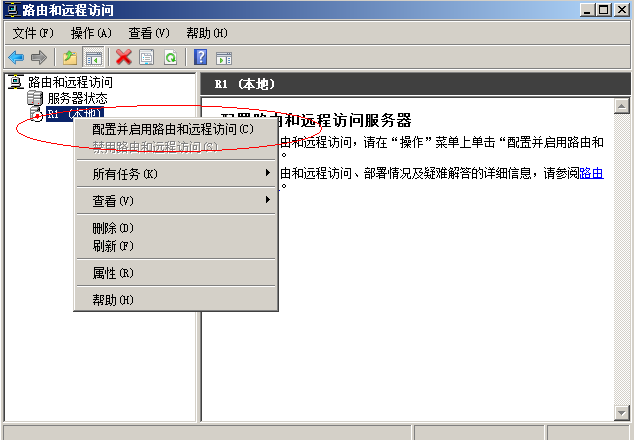 路由和远程访问
文件(F) 操作(A) 查看(V) 帮助(H)
路由和远程访问
服务器状态
R1 (本地)
配置并启用路由和远程访问(C)
禁用路由和远程访问(S)
所有任务(K)
查看(V)
删除(D)
刷新(F)
属性(R)
帮助(H)
R1 (本地)
配置路由和远程访问服务器
由和远程访问，请在“操作”菜单上单击“配置并启用路由和
。
由和远程访问、部署情况及疑难解答的详细信息，请参阅路由
。